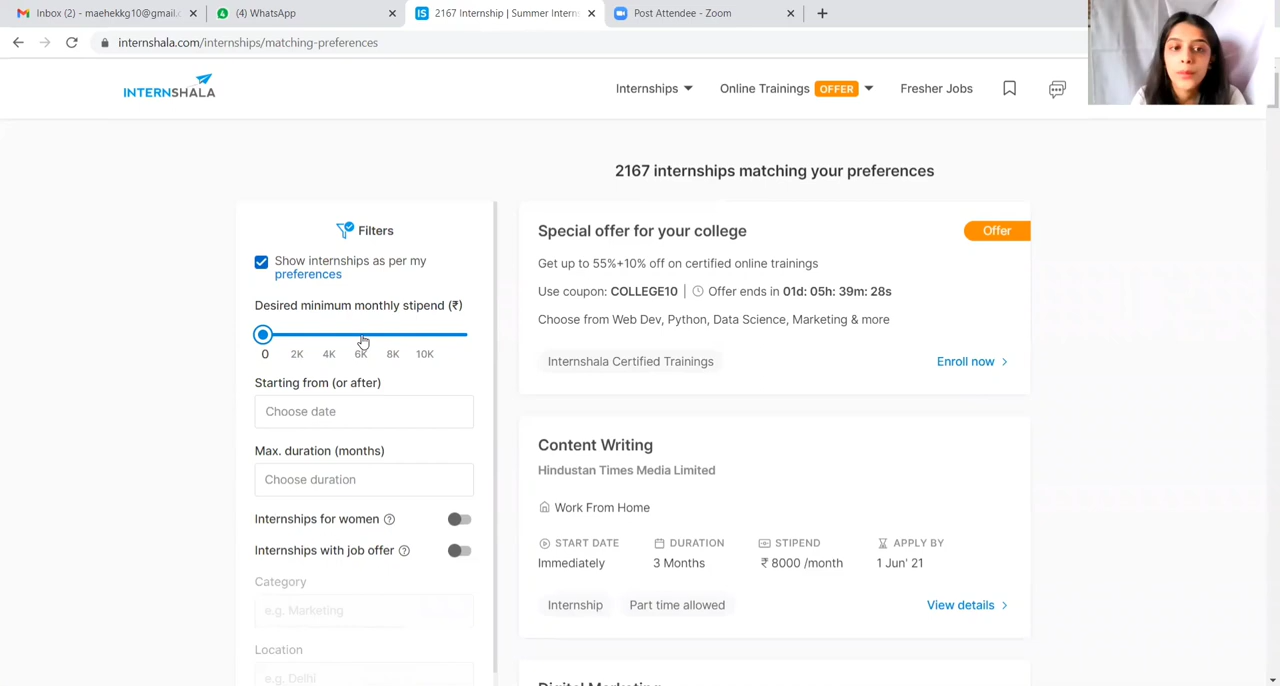 Inbox (2) - maehekkg10@gmail.c
(4) WhatsApp
IS 2167 Internship | Summer Interns
Post Attendee - Zoom
internshala.com/internships/matching-preferences
INTERNSHALA
Internships
Online Trainings OFFER
Fresher Jobs
2167 internships matching your preferences
Filters
Show internships as per my
preferences
Desired minimum monthly stipend (₹)
0 2K 4K 6K 8K 10K
Starting from (or after)
Choose date
Max. duration (months)
Choose duration
Internships for women ?
Internships with job offer ?
Category
e.g. Marketing
Location
e.g. Delhi
Special offer for your college
Offer
Get up to 55%+10% off on certified online trainings
Use coupon: COLLEGE10 | Offer ends in 01d: 05h: 39m: 28s
Choose from Web Dev, Python, Data Science, Marketing & more
Internshala Certified Trainings
Enroll now
Content Writing
Hindustan Times Media Limited
Work From Home
START DATE DURATION STIPEND APPLY BY
Immediately 3 Months ₹ 8000 /month 1 Jun' 21
Internship Part time allowed View details
Digital Marketing